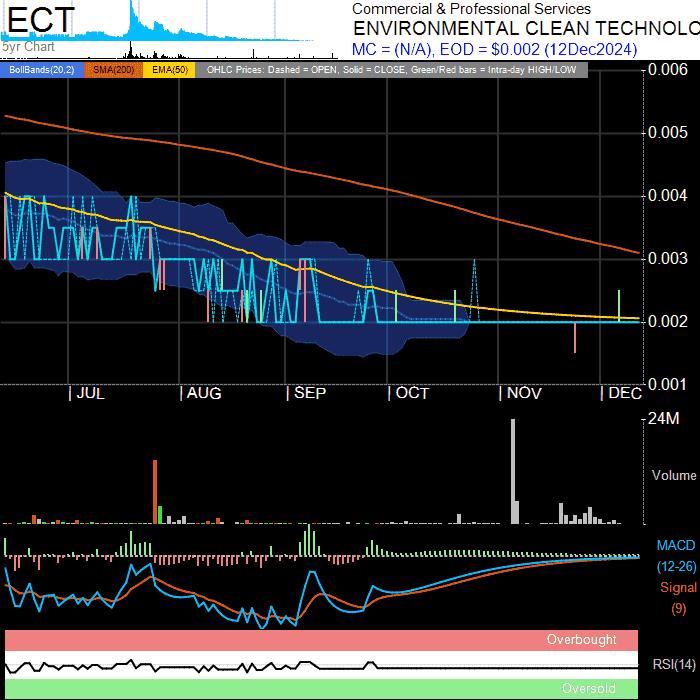 ECT
5yr Chart
Commercial & Professional Services
ENVIRONMENTAL CLEAN TECHNOLO
MC = (N/A), EOD = $0.002 (12Dec2024)
BollBands(20,2) SMA(200) EMA(50) OHLC Prices: Dashed = OPEN, Solid = CLOSE, Green/Red bars = Intra-day HIGH/LOW
0.006
0.005
0.004
0.003
0.002
0.001
JUL AUG SEP OCT NOV DEC
24M
Volume
MACD
(12-26)
Signal
(9)
Overbought
RSI(14)
Oversold